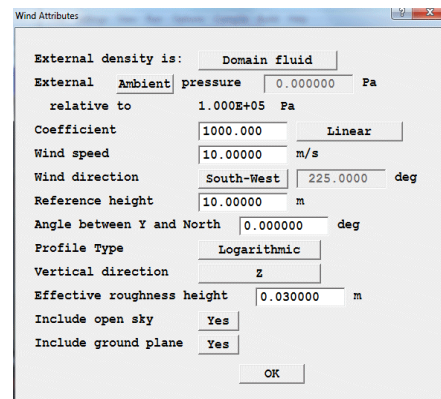 Wind Attributes
External density is: Domain fluid
External Ambient pressure 0.000000 Pa
relative to 1.000E+05 Pa
Coefficient 1000.000 Linear
Wind speed 10.00000 m/s
Wind direction South-West 225.0000 deg
Reference height 10.00000 m
Angle between Y and North 0.000000 deg
Profile Type Logarithmic
Vertical direction Z
Effective roughness height 0.030000 m
Include open sky Yes
Include ground plane Yes
OK